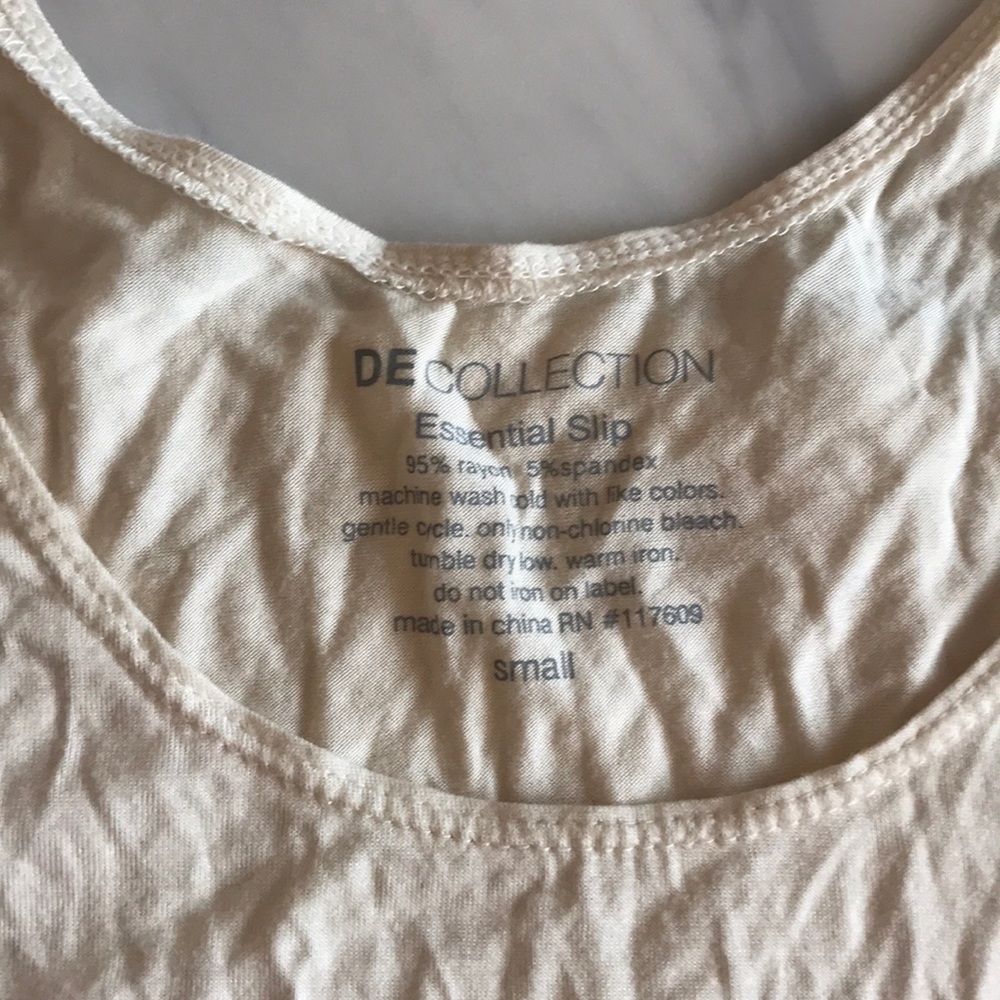 DE COLLECTION
Essential Slip
95% rayon 5%spandex
machine wash cold with like colors.
gentle cycle. only non-chlorine bleach.
tumble dry low. warm iron.
do not iron on label.
made in china RN #117609
small